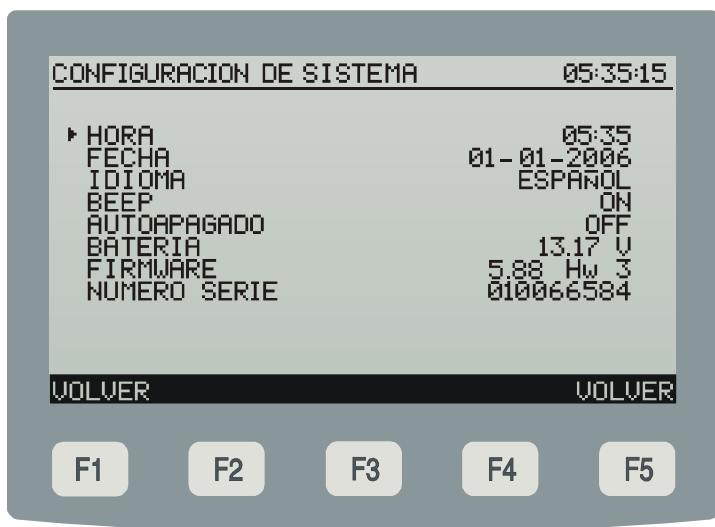 CONFIGURACION DE SISTEMA 05:35:15
HORA 05:35
FECHA 01-01-2006
IDIOMA ESPAÑOL
BEEP ON
AUTOAPAGADO OFF
BATERIA 13.17 V
FIRMWARE 5.88 Hw 3
NUMERO SERIE 010066584
VOLVER VOLVER
F1 F2 F3 F4 F5